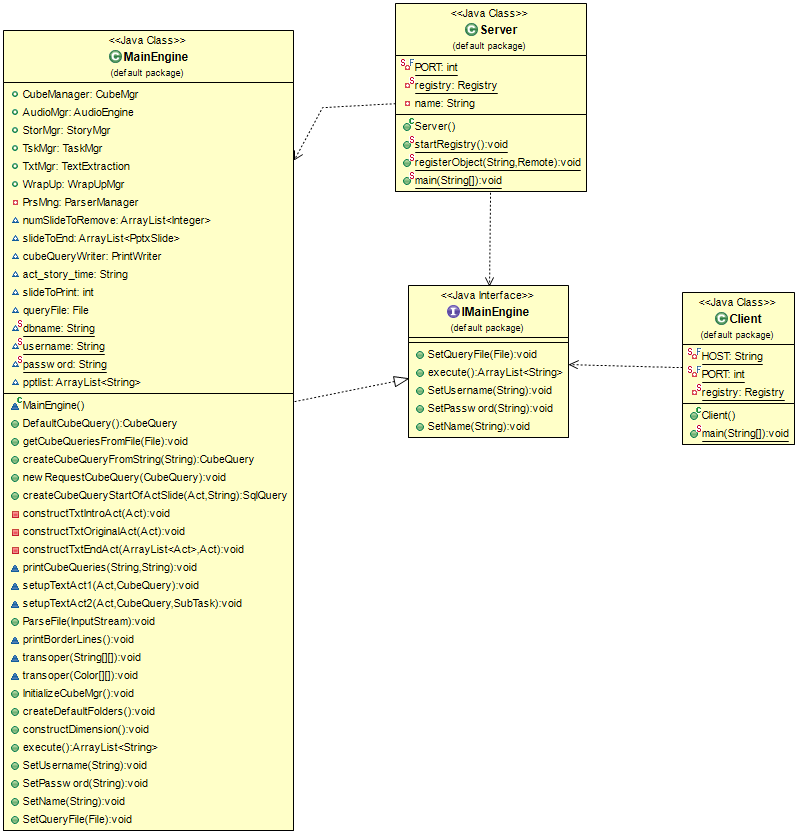 <<Java Class>>
MainEngine
(default package)
CubeManager: CubeMgr
AudioMgr: AudioEngine
StorMgr: StoryMgr
TskMgr: TaskMgr
TxtMgr: TextExtraction
WrapUp: WrapUpMgr
PrsMng: ParserManager
numSlideToRemove: ArrayList<Integer>
slideToEnd: ArrayList<PptxSlide>
cubeQueryWriter: PrintWriter
act_story_time: String
slideToPrint: int
queryFile: File
dbname: String
username: String
password: String
pptlist: ArrayList<String>
MainEngine()
DefaultCubeQuery():CubeQuery
getCubeQueriesFromFile(File):void
createCubeQueryFromString(String):CubeQuery
newRequestCubeQuery(CubeQuery):void
createCubeQueryStartOfActSlide(Act,String):SqlQuery
constructTxtIntroAct(Act):void
constructTxtOriginalAct(Act):void
constructTxtEndAct(ArrayList<Act>,Act):void
printCubeQueries(String,String):void
setupTextAct1(Act,CubeQuery):void
setupTextAct2(Act,CubeQuery,SubTask):void
ParseFile(InputStream):void
printBorderLines():void
transoper(String[][]):void
transoper(Color[][]):void
InitializeCubeMgr():void
createDefaultFolders():void
constructDimension():void
execute():ArrayList<String>
SetUsername(String):void
SetPassword(String):void
SetName(String):void
SetQueryFile(File):void
<<Java Class>>
Server
(default package)
PORT: int
registry: Registry
name: String
Server()
startRegistry():void
registerObject(String,Remote):void
main(String[]):void
<<Java Interface>>
IMainEngine
(default package)
SetQueryFile(File):void
execute():ArrayList<String>
SetUsername(String):void
SetPassword(String):void
SetName(String):void
<<Java Class>>
Client
(default package)
HOST: String
PORT: int
registry: Registry
Client()
main(String[]):void